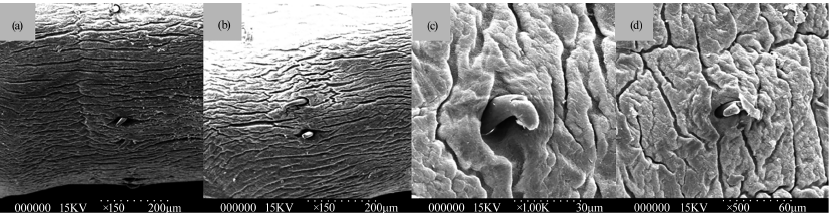 (a)
(b)
(c)
(d)
000000 15KV ×150 200μm
000000 15KV ×150 200μm
000000 15KV ×1.00K 30μm
000000 15KV ×500 60μm